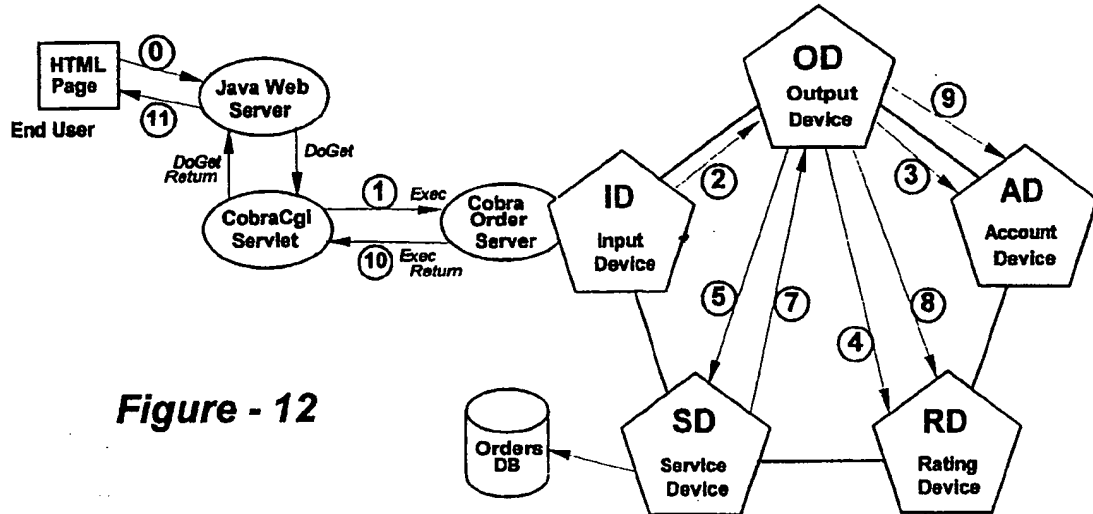 HTML
Page
End User
0
11
Java Web
Server
DoGet
Return
DoGet
CobraCgi
Servlet
1
Exec
10
Exec
Return
Cobra
Order
Server
ID
Input
Device
2
OD
Output
Device
9
3
AD
Account
Device
5
7
4
8
SD
Service
Device
RD
Rating
Device
Orders
DB
Figure - 12